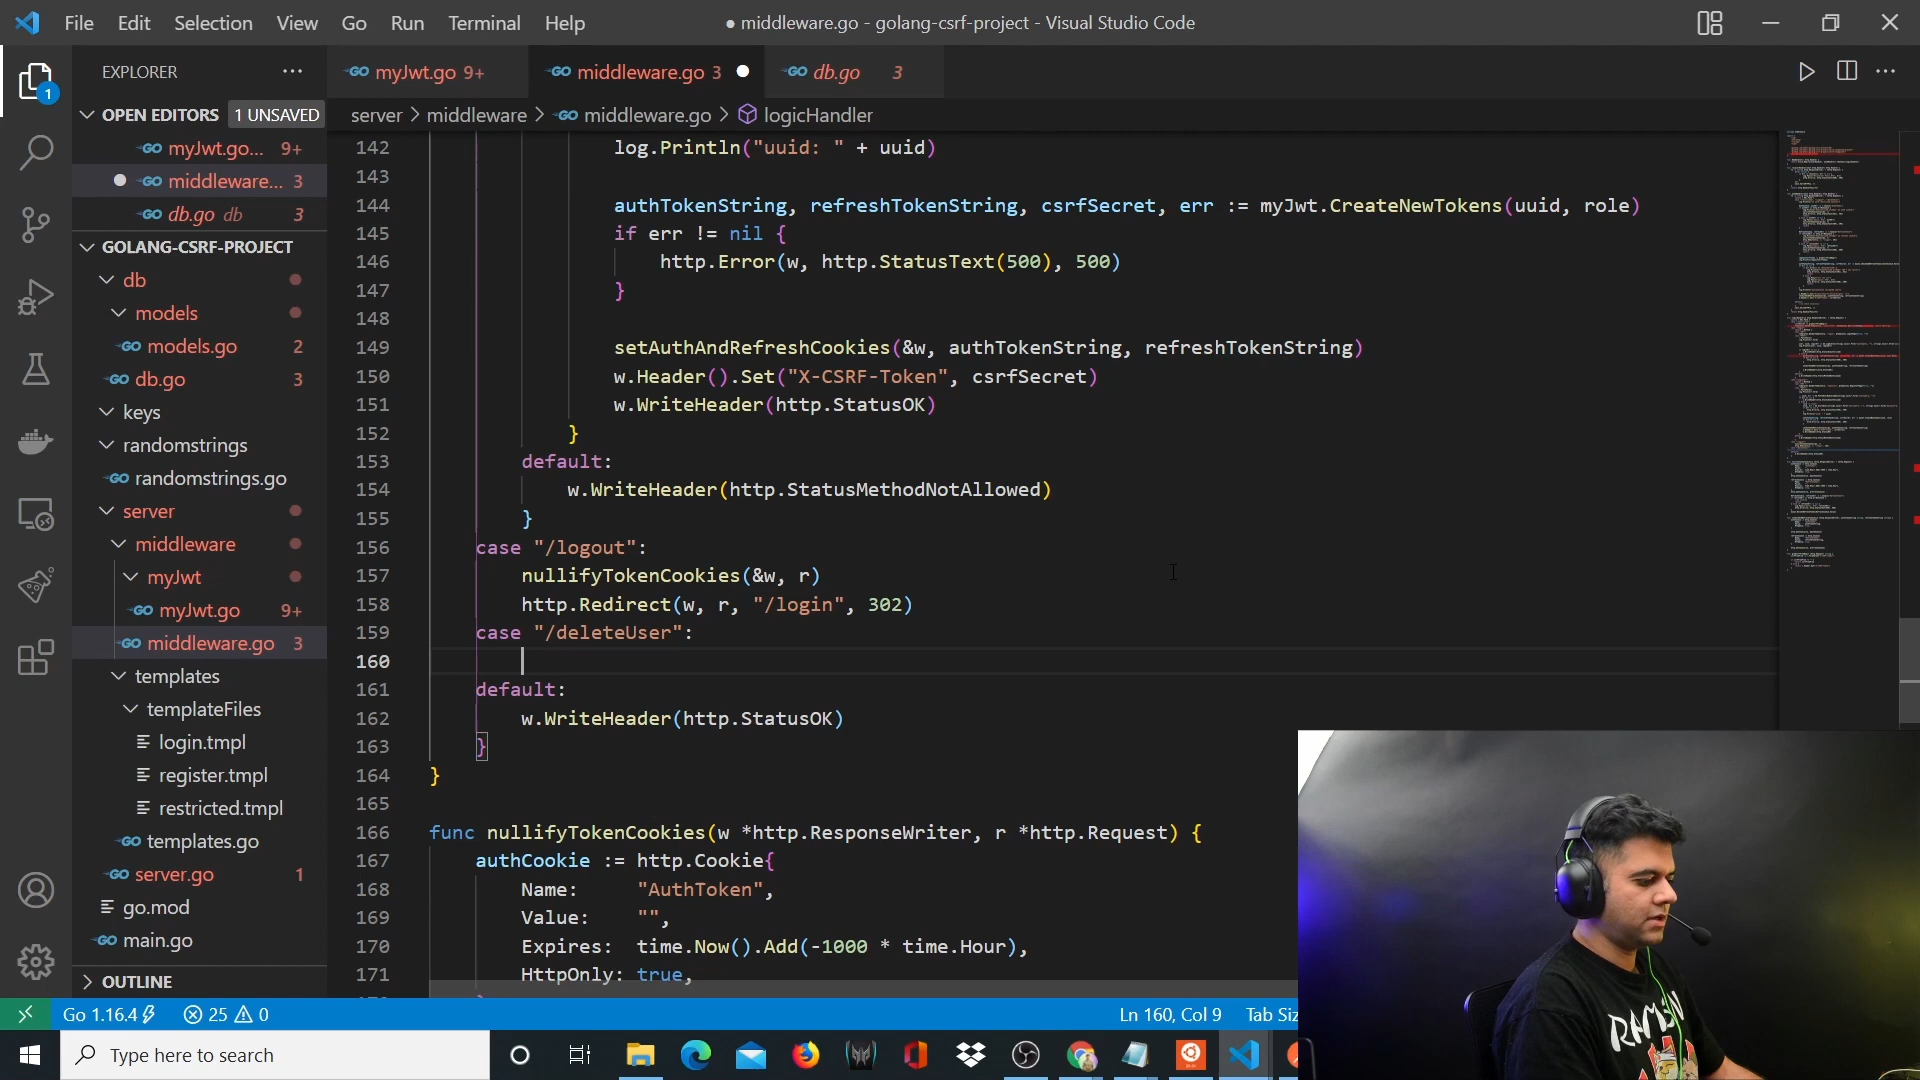 File Edit Selection View Go Run Terminal Help
● middleware.go - golang-csrf-project - Visual Studio Code
EXPLORER
myJwt.go 9+
middleware.go 3
db.go 3
OPEN EDITORS 1 UNSAVED
server > middleware > middleware.go > logicHandler
myJwt.go... 9+
middleware... 3
db.go db 3
GOLANG-CSRF-PROJECT
db
models
models.go 2
db.go 3
keys
randomstrings
randomstrings.go
server
middleware
myJwt
myJwt.go 9+
middleware.go 3
templates
templateFiles
login.tmpl
register.tmpl
restricted.tmpl
templates.go
server.go 1
go.mod
main.go
OUTLINE
1
142 log.Println("uuid: " + uuid)
143
144 authTokenString, refreshTokenString, csrfSecret, err := myJwt.CreateNewTokens(uuid, role)
145 if err != nil {
146 http.Error(w, http.StatusText(500), 500)
147 }
148
149 setAuthAndRefreshCookies(&w, authTokenString, refreshTokenString)
150 w.Header().Set("X-CSRF-Token", csrfSecret)
151 w.WriteHeader(http.StatusOK)
152 }
153 default:
154 w.WriteHeader(http.StatusMethodNotAllowed)
155 }
156 case "/logout":
157 nullifyTokenCookies(&w, r)
158 http.Redirect(w, r, "/login", 302)
159 case "/deleteUser":
160
161 default:
162 w.WriteHeader(http.StatusOK)
163 }
164 }
165
166 func nullifyTokenCookies(w *http.ResponseWriter, r *http.Request) {
167 authCookie := http.Cookie{
168 Name: "AuthToken",
169 Value: "",
170 Expires: time.Now().Add(-1000 * time.Hour),
171 HttpOnly: true,
Go 1.16.4 25 0
Ln 160, Col 9 Tab Siz
Type here to search